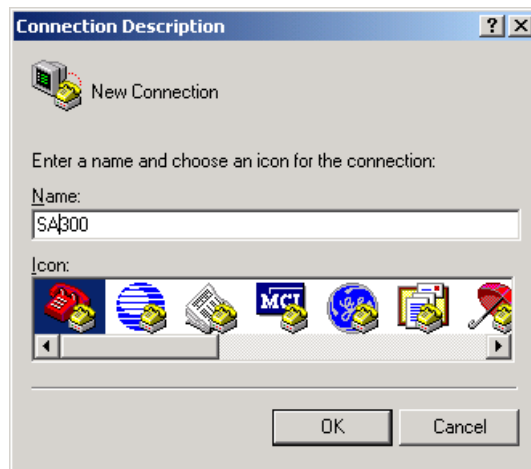 Connection Description
New Connection
Enter a name and choose an icon for the connection:
Name:
SA300
Icon:
MCI
OK
Cancel